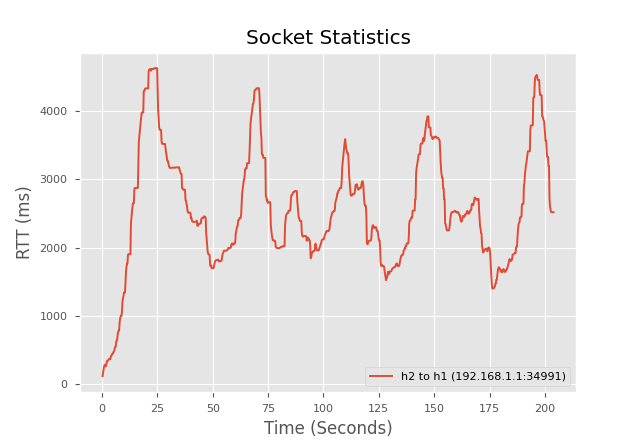 Socket Statistics
4000
3000
2000
1000
0
RTT (ms)
h2 to h1 (192.168.1.1:34991)
0 25 50 75 100 125 150 175 200
Time (Seconds)